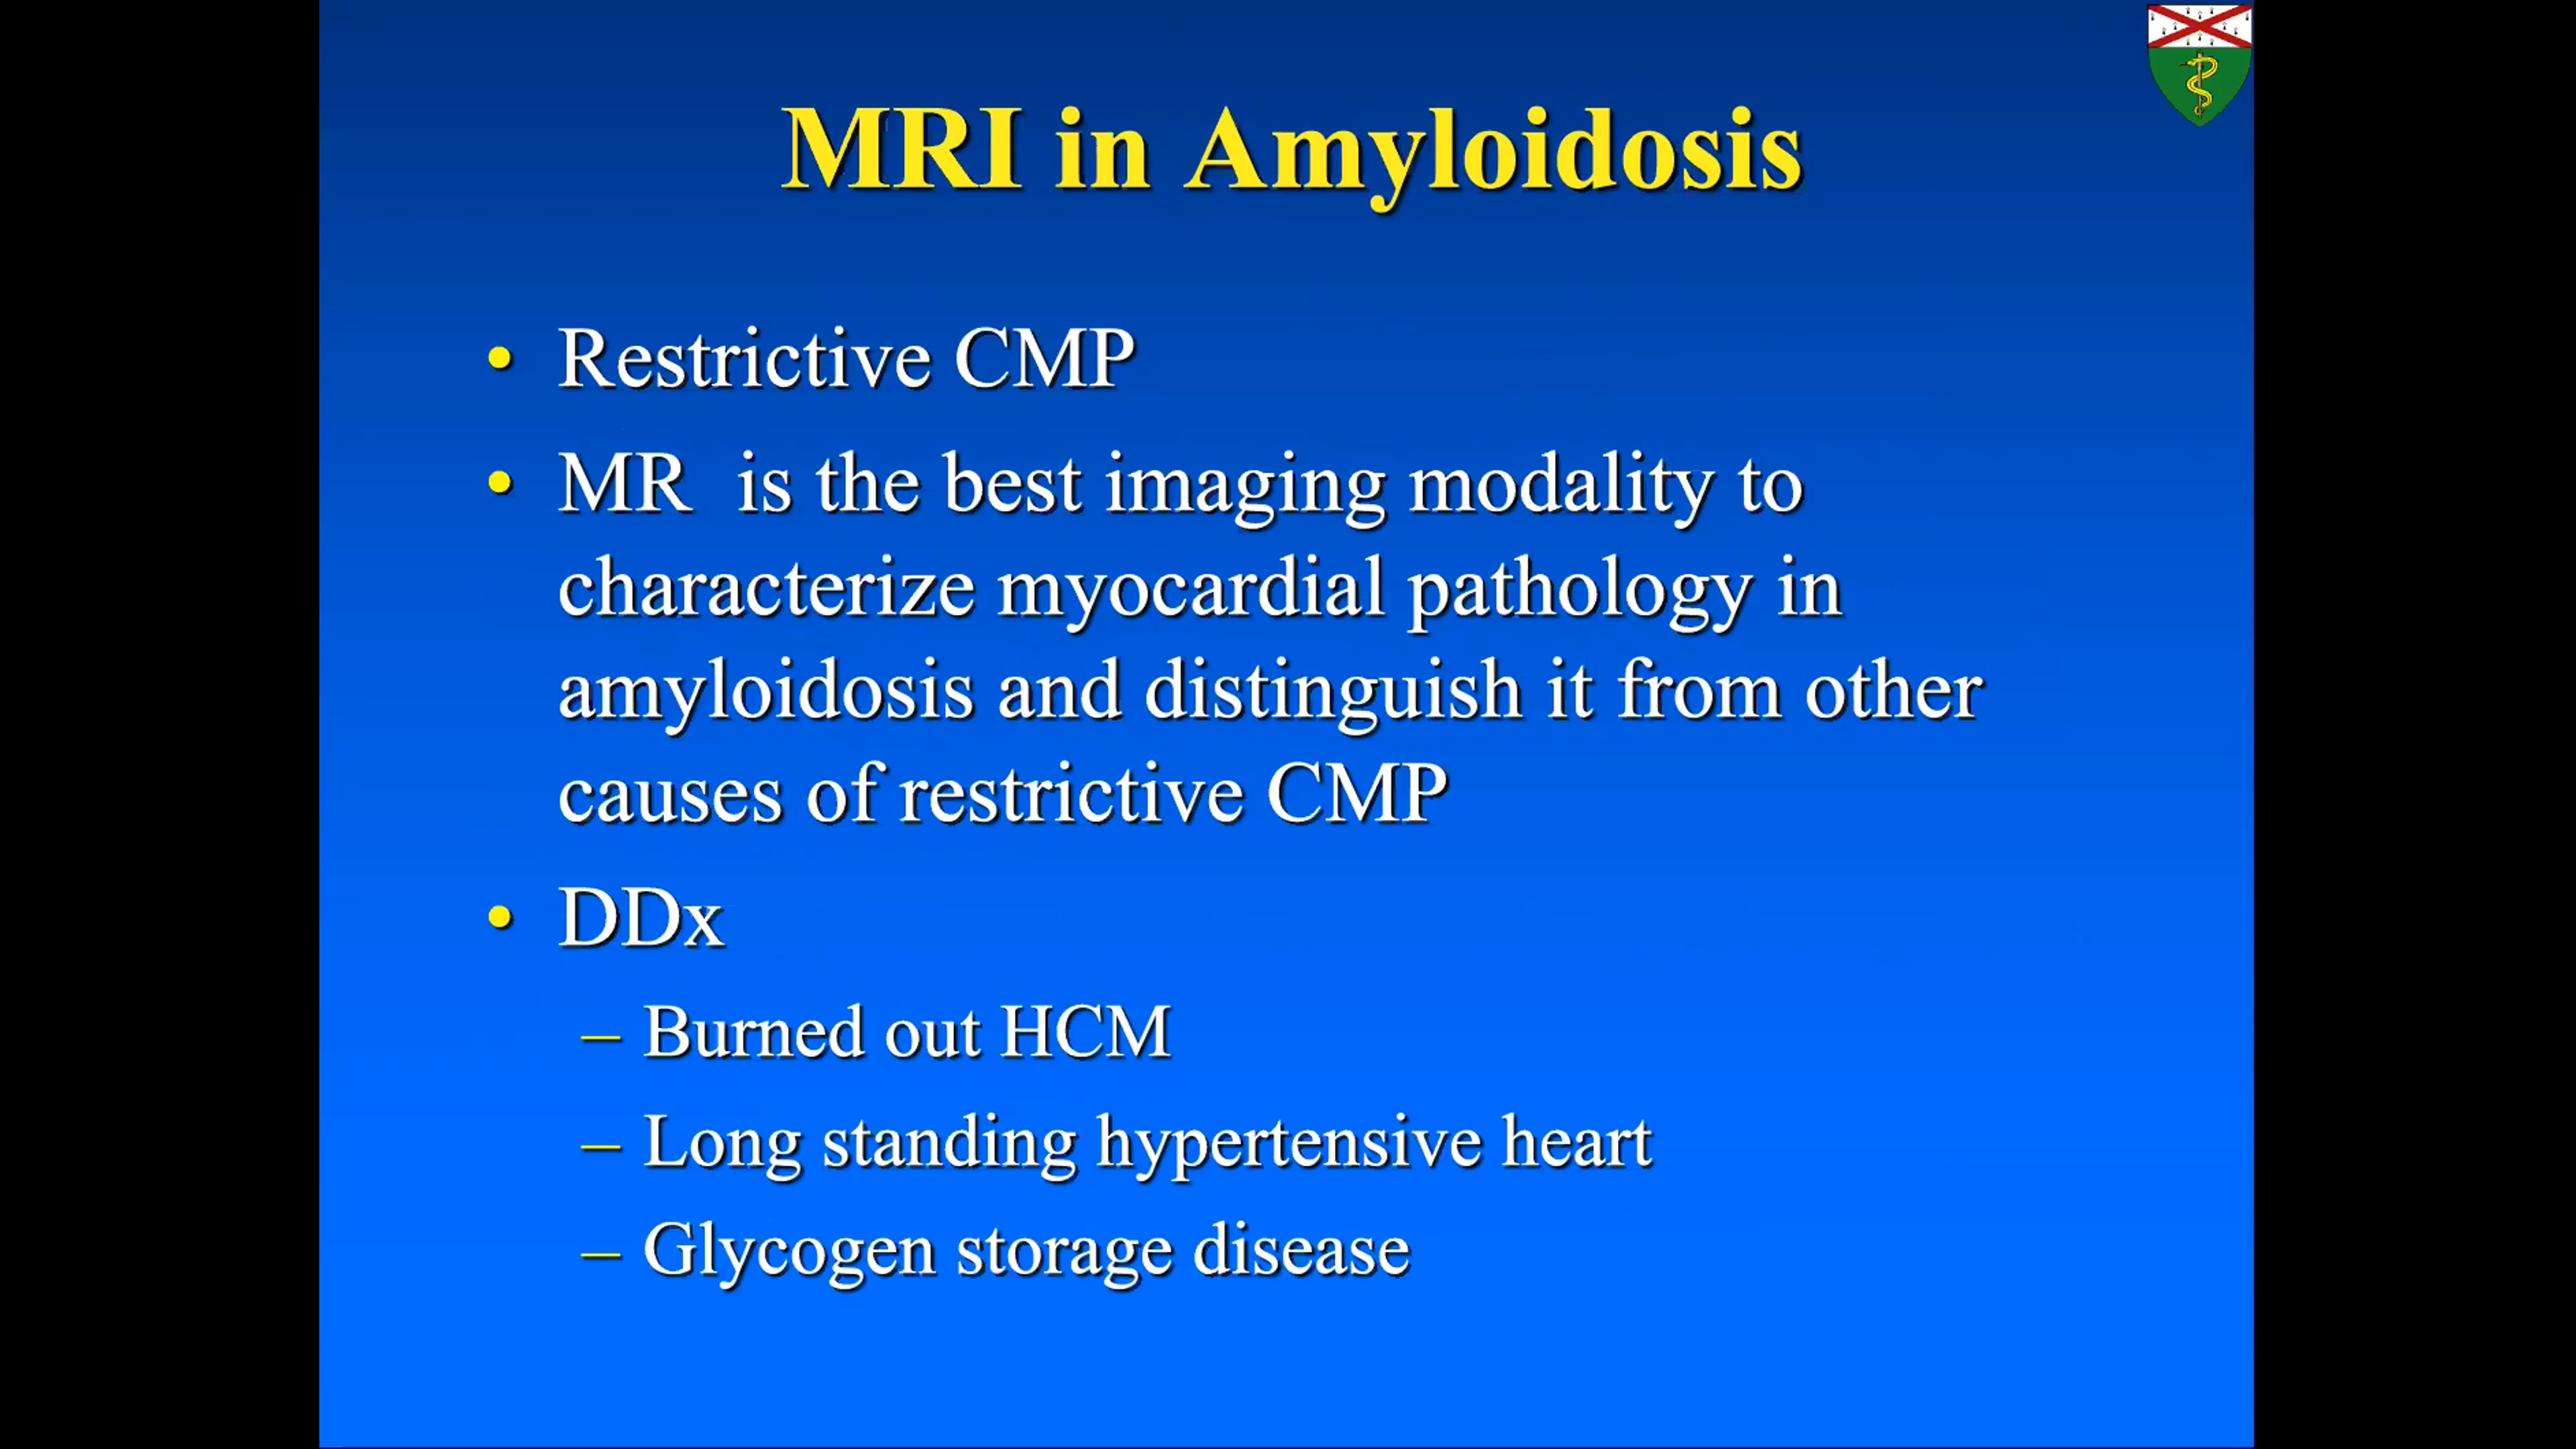 MRI in Amyloidosis
• Restrictive CMP
• MR is the best imaging modality to
characterize myocardial pathology in
amyloidosis and distinguish it from other
causes of restrictive CMP
• DDx
– Burned out HCM
– Long standing hypertensive heart
– Glycogen storage disease